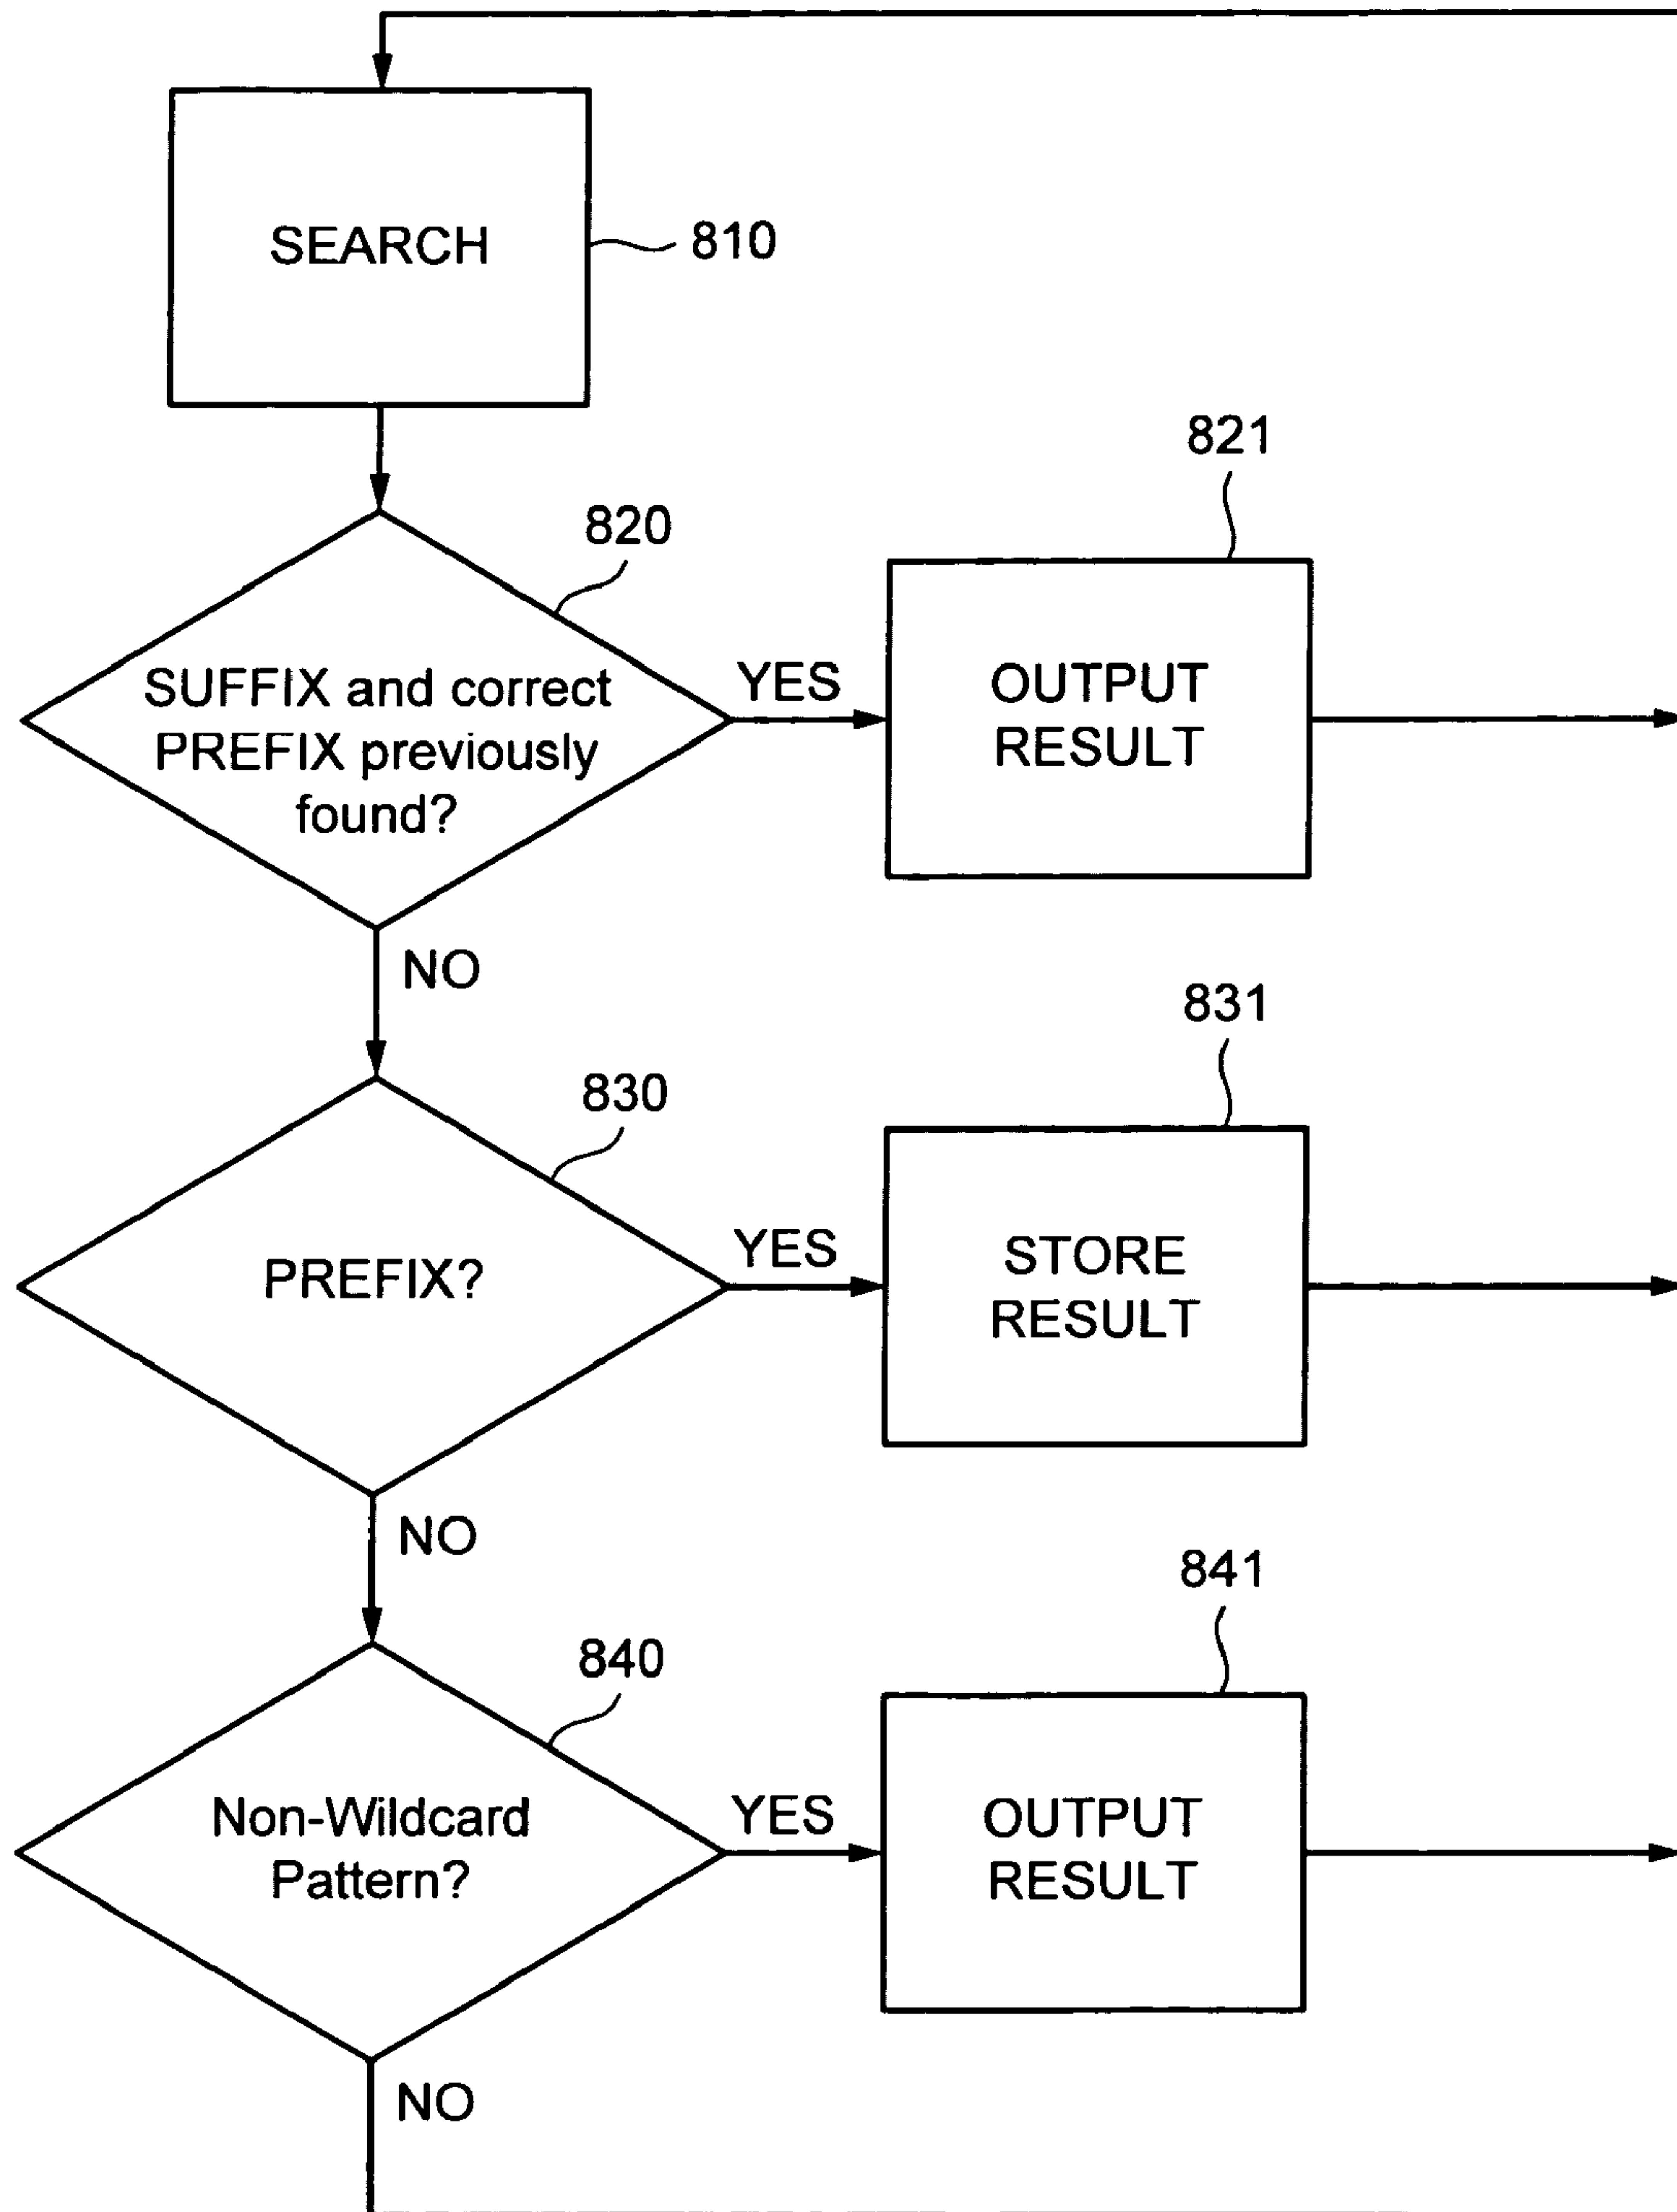 SEARCH
810
820
SUFFIX and correct
PREFIX previously
found?
YES
821
OUTPUT
RESULT
NO
830
PREFIX?
YES
831
STORE
RESULT
NO
840
Non-Wildcard
Pattern?
YES
841
OUTPUT
RESULT
NO